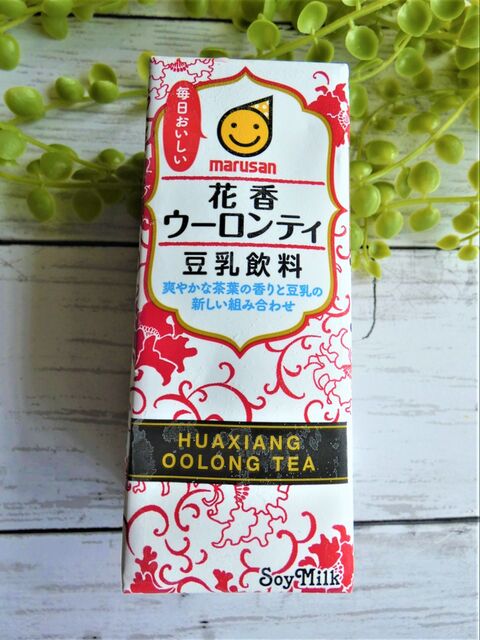 毎日おいしい
marusan
花香
ウーロンティ
豆乳飲料
爽やかな茶葉の香りと豆乳の
新しい組み合わせ
HUAXIANG
OOLONG TEA
SoyMilk